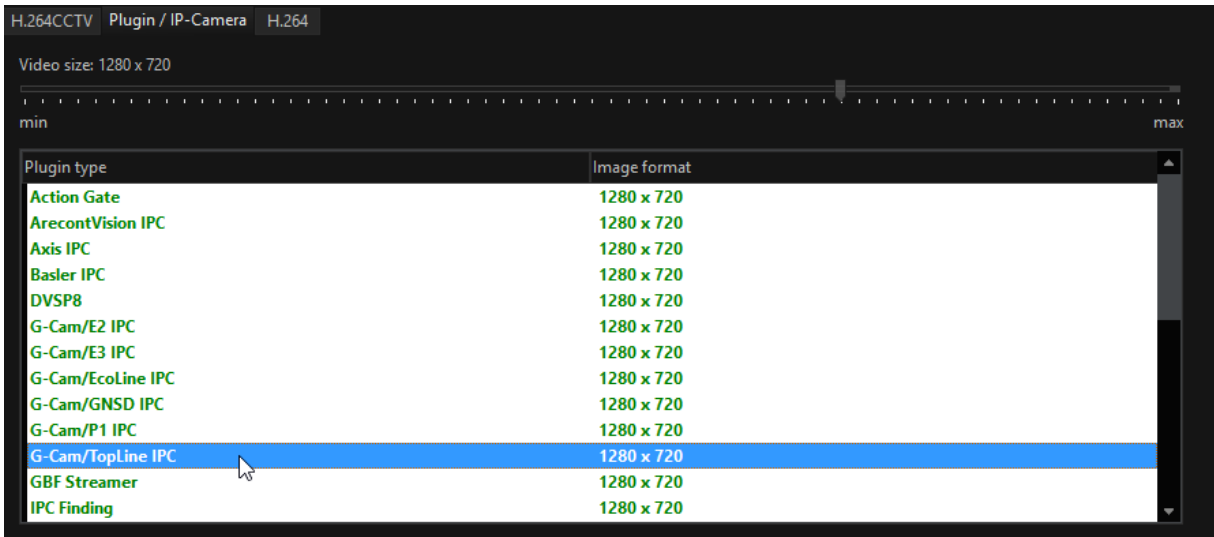 H.264CCTV Plugin / IP-Camera H.264
Video size: 1280 x 720
min max
Plugin type Image format
Action Gate 1280 x 720
ArecontVision IPC 1280 x 720
Axis IPC 1280 x 720
Basler IPC 1280 x 720
DVSP8 1280 x 720
G-Cam/E2 IPC 1280 x 720
G-Cam/E3 IPC 1280 x 720
G-Cam/EcoLine IPC 1280 x 720
G-Cam/GNSD IPC 1280 x 720
G-Cam/P1 IPC 1280 x 720
G-Cam/TopLine IPC 1280 x 720
GBF Streamer 1280 x 720
IPC Finding 1280 x 720